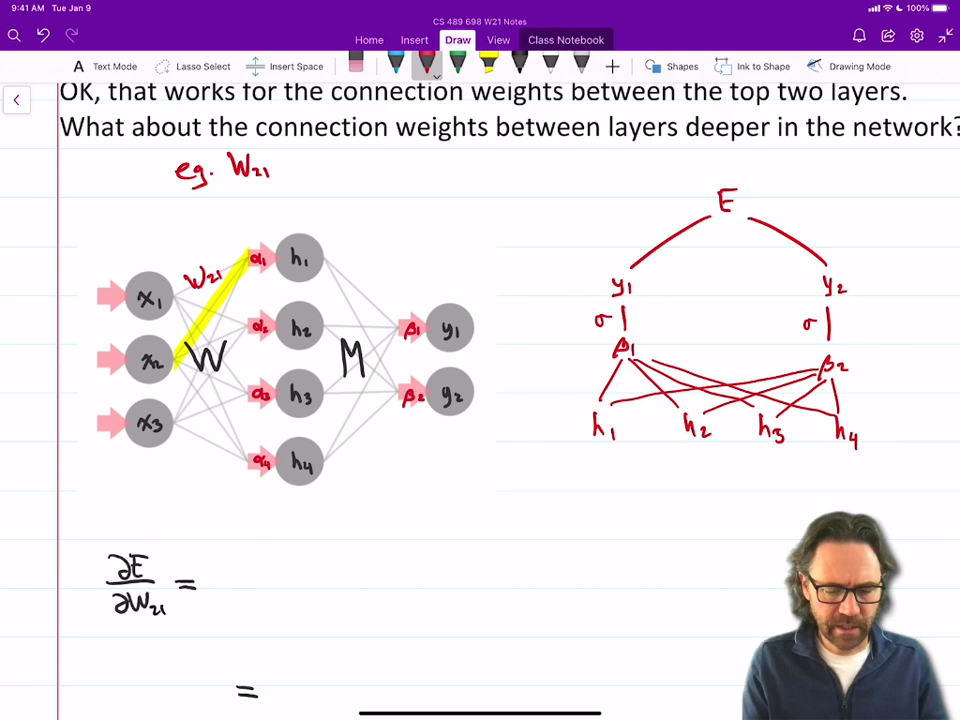 9:41 AM Tue Jan 9
100%
CS 489 698 W21 Notes
Home Insert Draw View Class Notebook
A Text Mode Lasso Select Insert Space Shapes Ink to Shape Drawing Mode
OK, that works for the connection weights between the top two layers.
What about the connection weights between layers deeper in the network?
eg. W₂₁
E
W₂₁
α₁ h₁
x₁
α₂ h₂
x₂ W M
β₁ y₁
α₃ h₃
β₂ y₂
x₃
α₄ h₄
y₁ y₂
σ σ
β₁ β₂
h₁ h₂ h₃ h₄
∂E/∂W₂₁ =
=